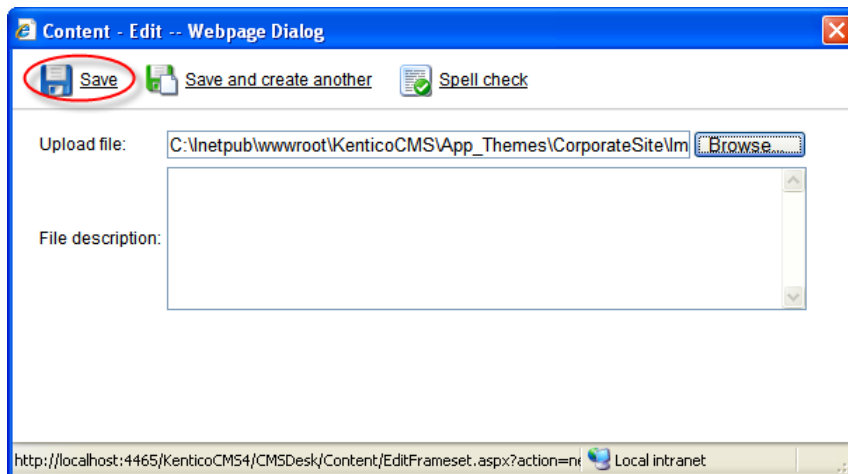 Content - Edit -- Webpage Dialog
Save Save and create another Spell check
Upload file: C:\Inetpub\wwwroot\KenticoCMS\App_Themes\CorporateSite\Im Browse...
File description:
http://localhost:4465/KenticoCMS4/CMSDesk/Content/EditFrameset.aspx?action=ne Local intranet